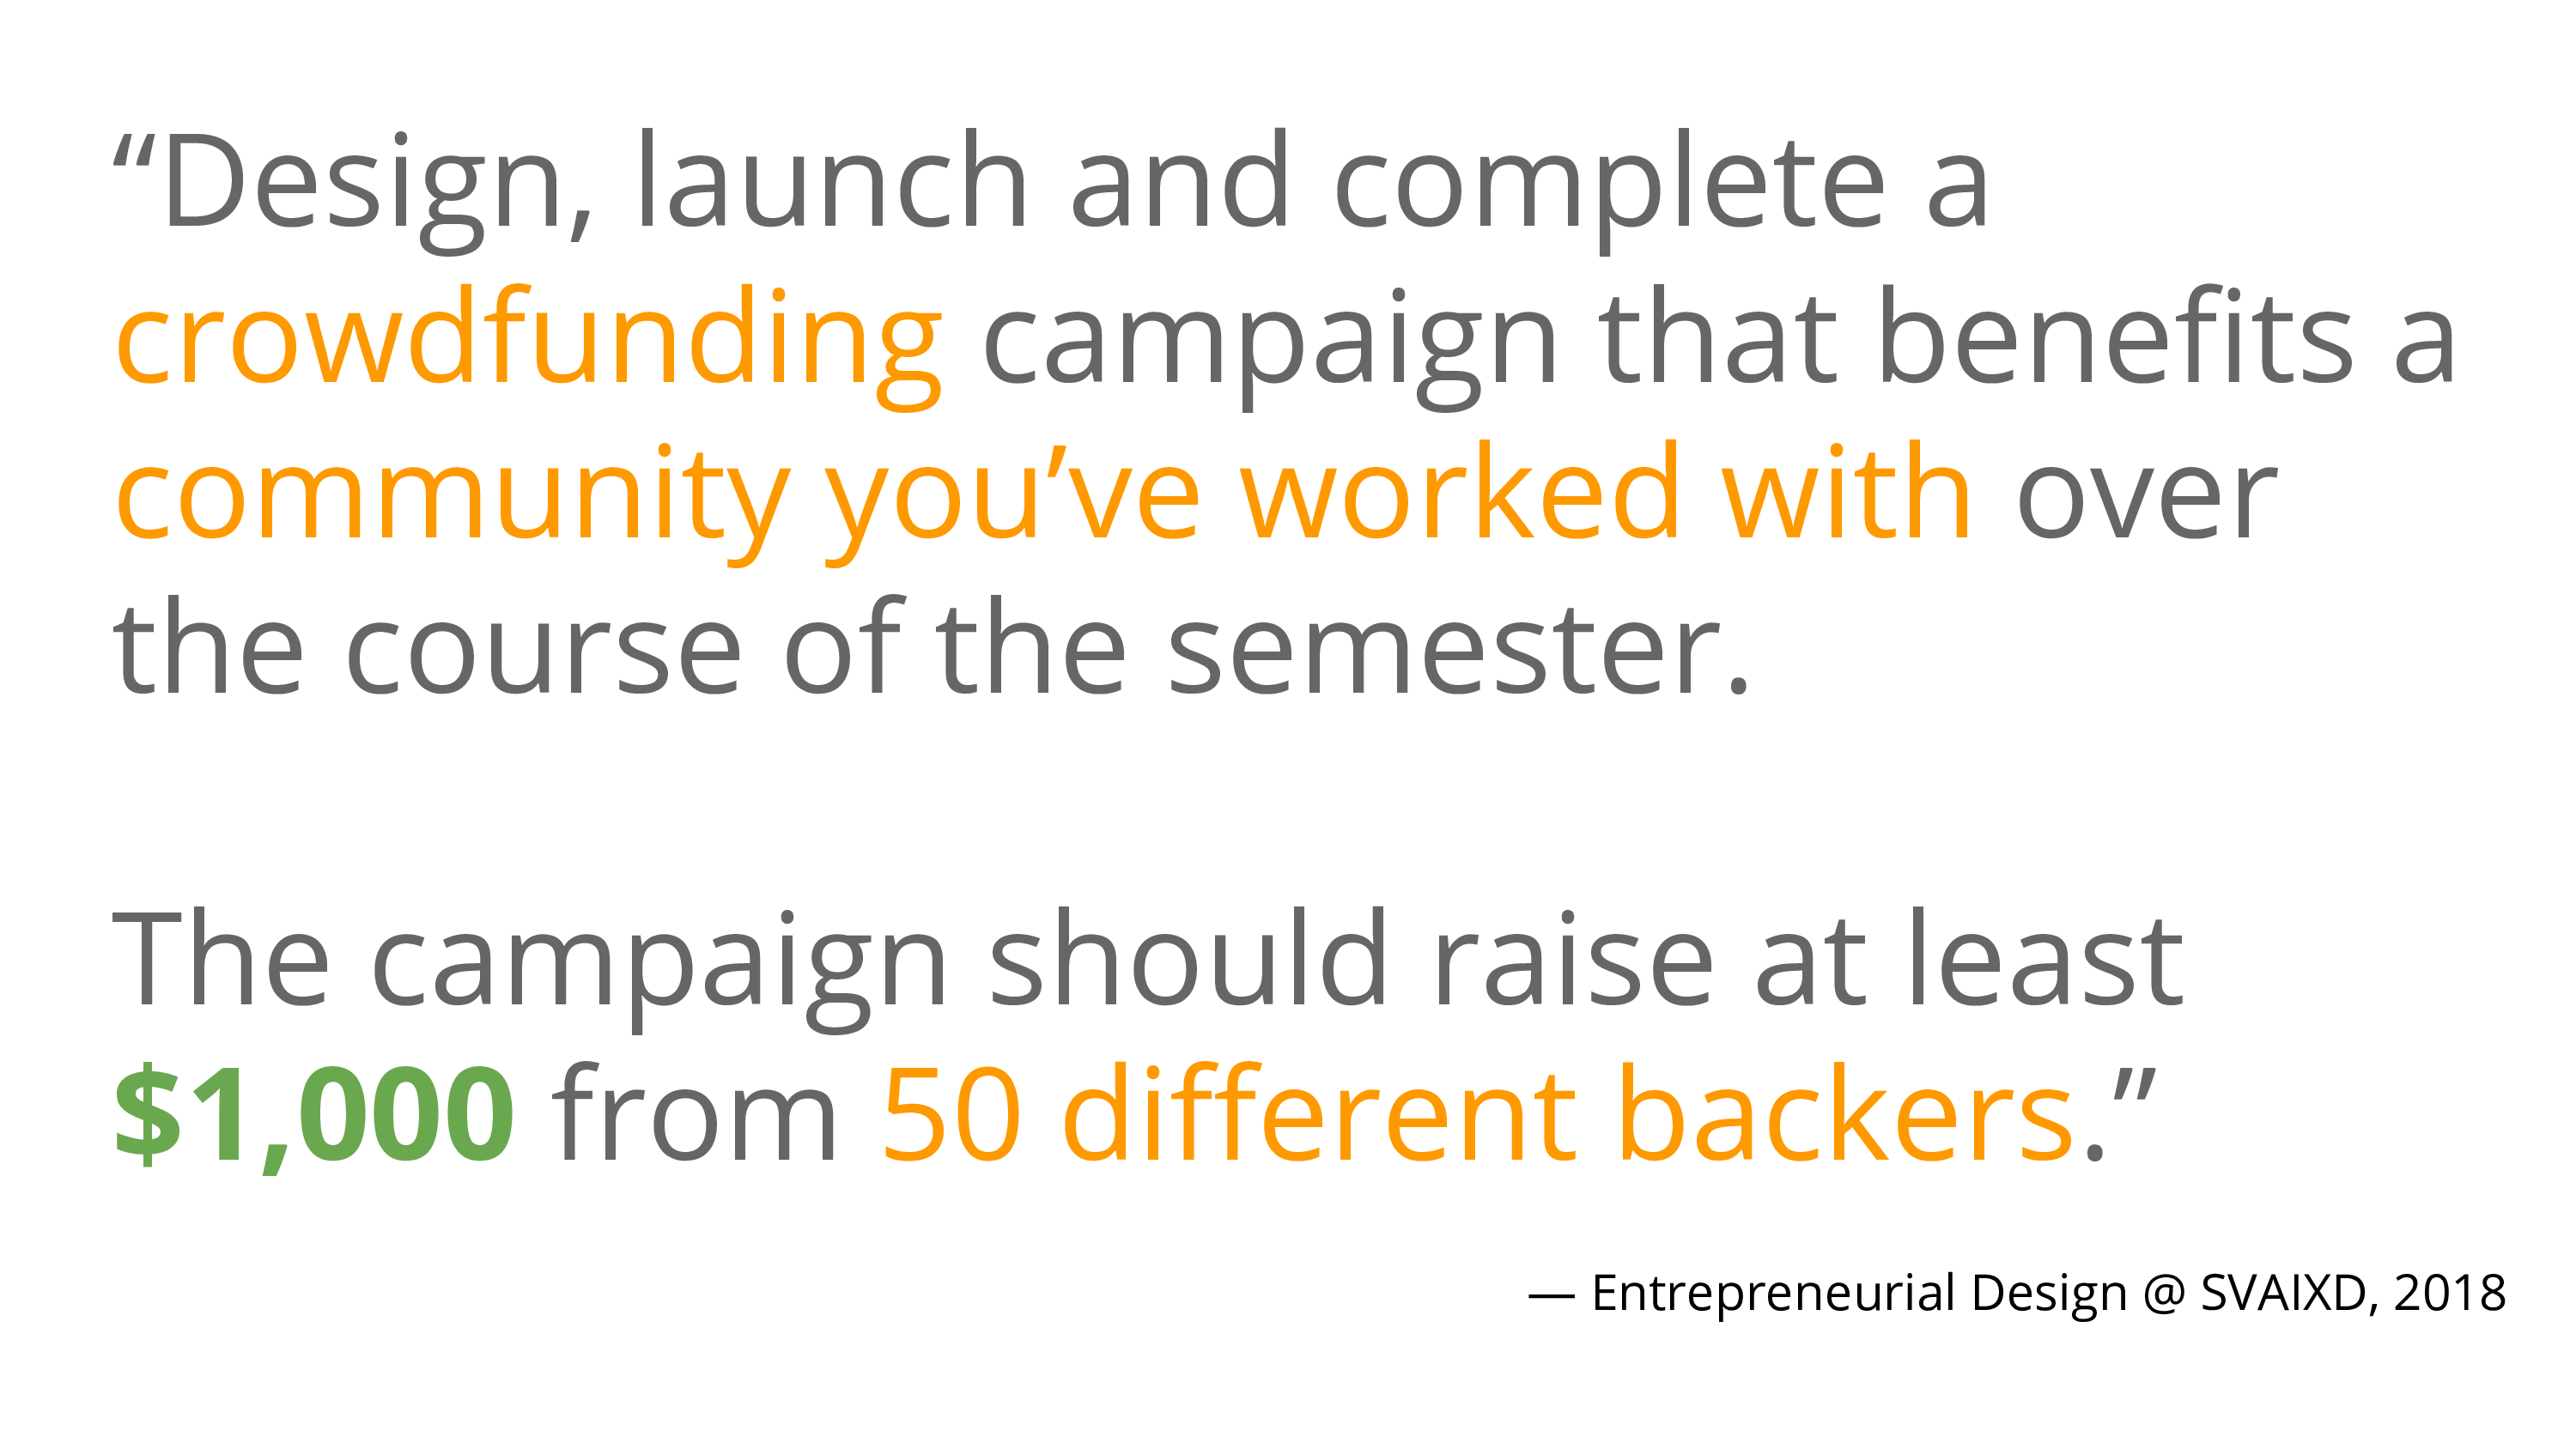 “Design, launch and complete a
crowdfunding campaign that benefits a
community you’ve worked with over
the course of the semester.
The campaign should raise at least
$1,000 from 50 different backers.”
— Entrepreneurial Design @ SVAIXD, 2018